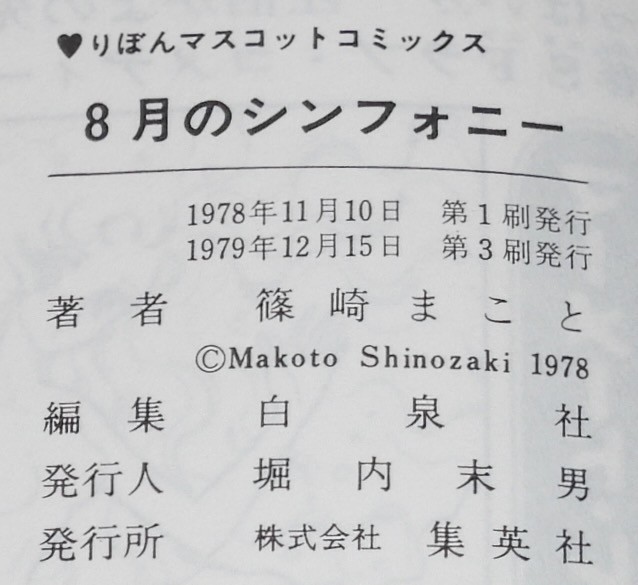 ♥りぼんマスコットコミックス
8月のシンフォニー
1978年11月10日 第1刷発行
1979年12月15日 第3刷発行
著者 篠崎まこと
©Makoto Shinozaki 1978
編集 白泉社
発行人 堀内末男
発行所 株式会社 集英社